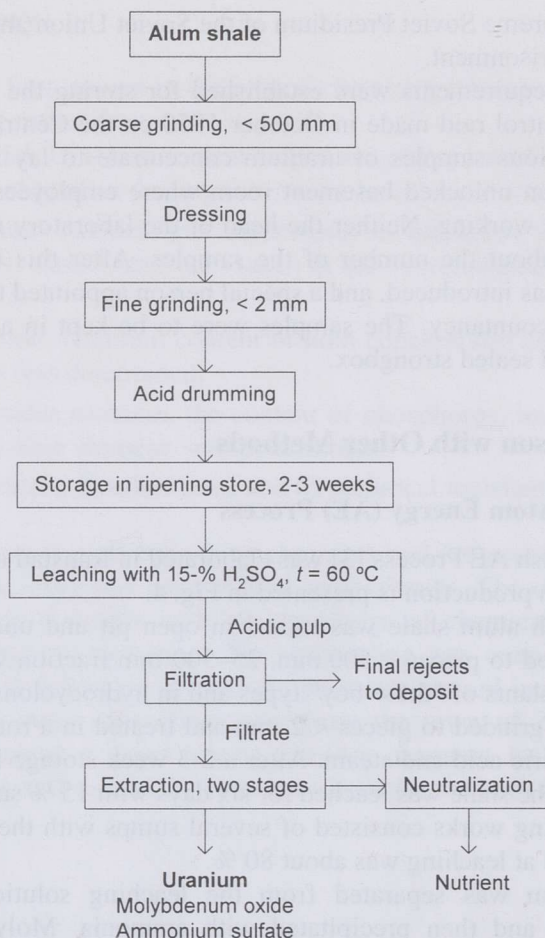 Alum shale
Coarse grinding, < 500 mm
Dressing
Fine grinding, < 2 mm
Acid drumming
Storage in ripening store, 2-3 weeks
Leaching with 15-% H₂SO₄, t = 60 ºC
Acidic pulp
Filtration
Final rejects
to deposit
Filtrate
Extraction, two stages
Neutralization
Uranium
Molybdenum oxide
Ammonium sulfate
Nutrient